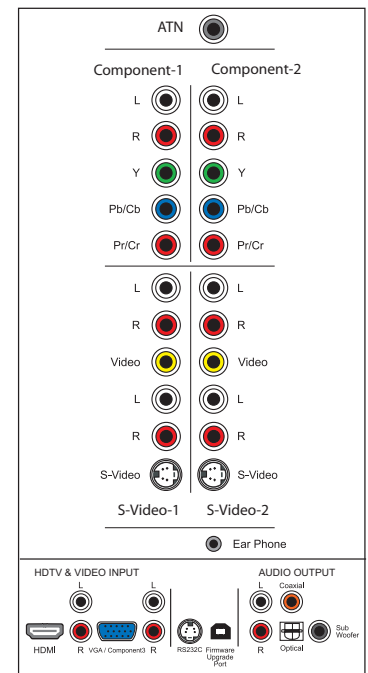 ATN
Component-1 Component-2
L L
R R
Y Y
Pb/Cb Pb/Cb
Pr/Cr Pr/Cr
L L
R R
Video Video
L L
R R
S-Video S-Video
S-Video-1 S-Video-2
Ear Phone
HDTV & VIDEO INPUT AUDIO OUTPUT
L L L Coaxial
Sub
Woofer
HDMI R VGA / Component3 R RS232C Firmware R Optical
Upgrade
Port